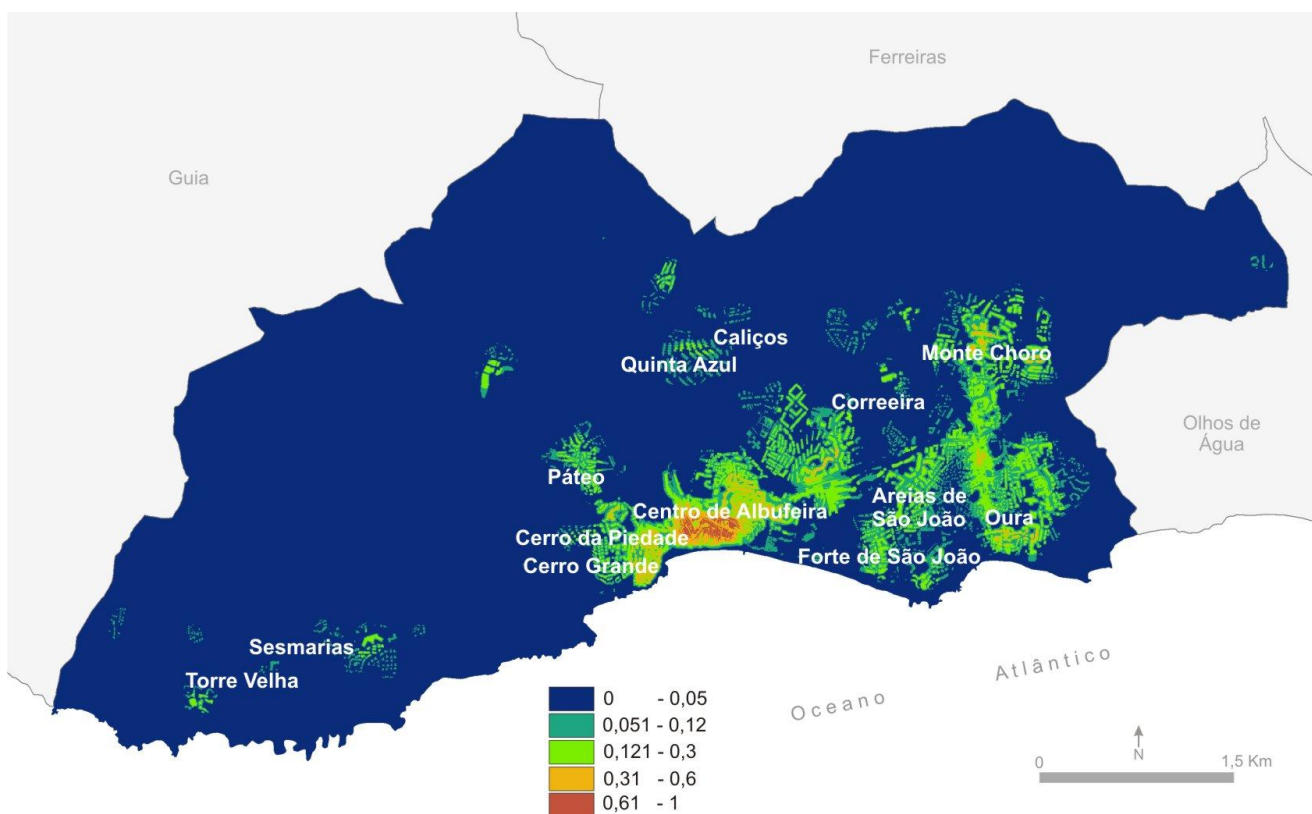 Ferreiras
Guia
Caliços
Quinta Azul
Monte Choro
Correeira
Olhos de
Água
Páteo
Centro de Albufeira
Areias de
São João
Oura
Cerro da Piedade
Cerro Grande
Forte de São João
Sesmarias
Torre Velha
Oceano Atlântico
0 - 0,05
0,051 - 0,12
0,121 - 0,3
0,31 - 0,6
0,61 - 1
N
0 1,5 Km